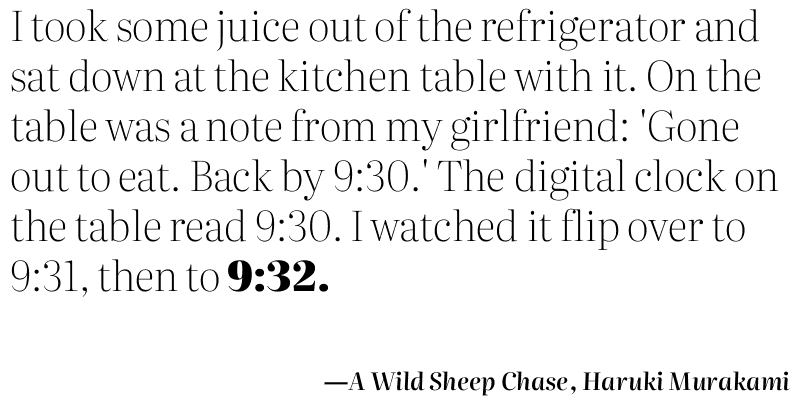 I took some juice out of the refrigerator and
sat down at the kitchen table with it. On the
table was a note from my girlfriend: 'Gone
out to eat. Back by 9:30.' The digital clock on
the table read 9:30. I watched it flip over to
9:31, then to 9:32.
—A Wild Sheep Chase, Haruki Murakami